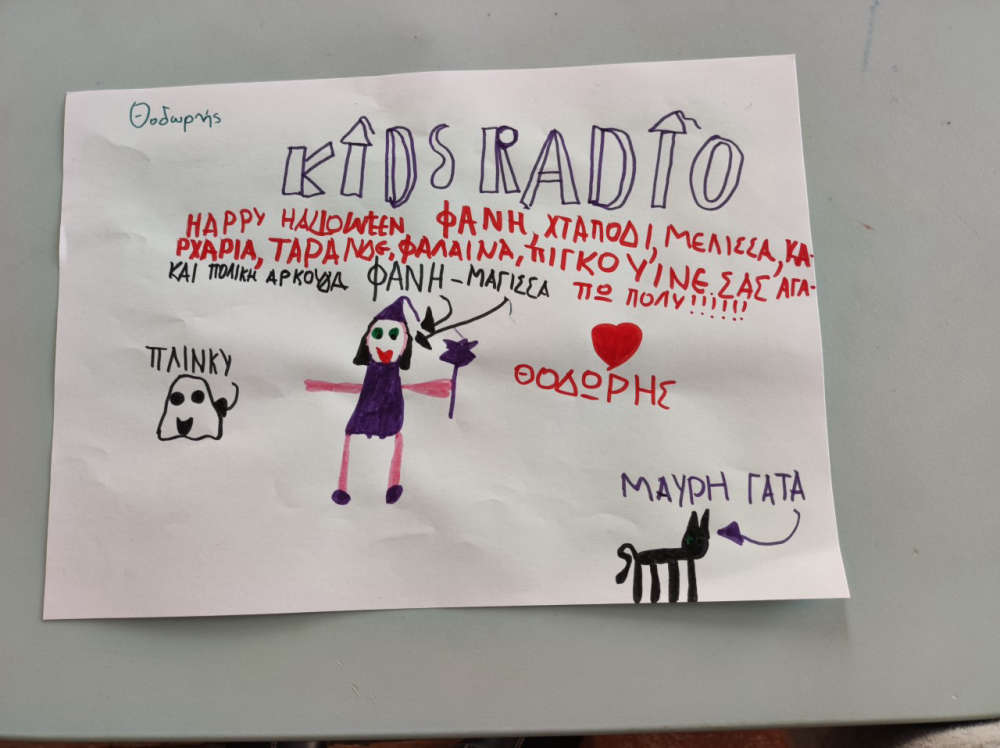 Θοδωρής
KIDS RADIO
HAPPY HALLOWEEN ΦΑΝΗ, ΧΤΑΠΟΔΙ, ΜΕΛΙΣΣΑ, ΚΑ-
ΡΧΑΡΙΑ, ΤΑΡΑΝΔΕ, ΦΑΛΑΙΝΑ, ΠΙΓΚΟΥΙΝΕ. ΣΑΣ ΑΓΑ-
ΚΑΙ ΠΟΛΙΚΗ ΑΡΚΟΥΔΑ ΦΑΝΗ-ΜΑΓΙΣΣΑ ΠΩ ΠΟΛΥ!!!!!!!
ΠΛΙΝΚΥ
ΘΟΔΩΡΗΣ
ΜΑΥΡΗ ΓΑΤΑ